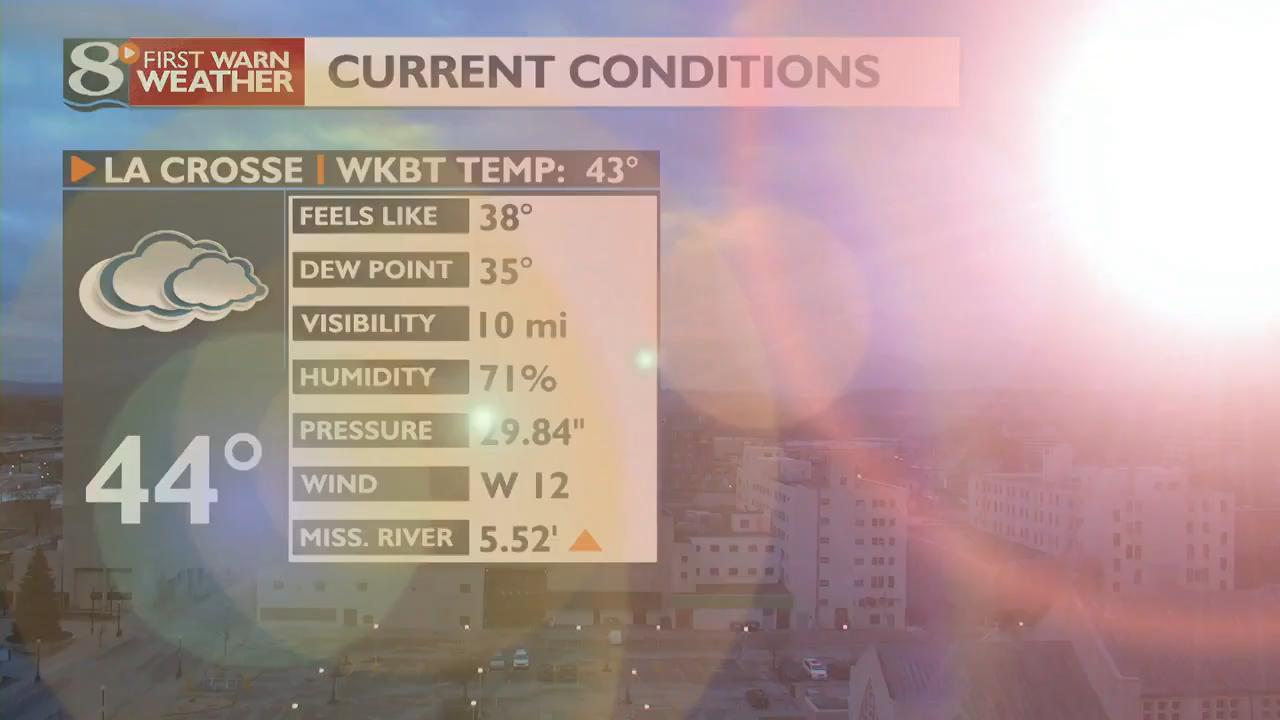 8 FIRST WARN
WEATHER
CURRENT CONDITIONS
LA CROSSE | WKBT TEMP: 43°
FEELS LIKE 38°
DEW POINT 35°
VISIBILITY 10 mi
HUMIDITY 71%
PRESSURE 29.84"
44°
WIND W 12
MISS. RIVER 5.52'